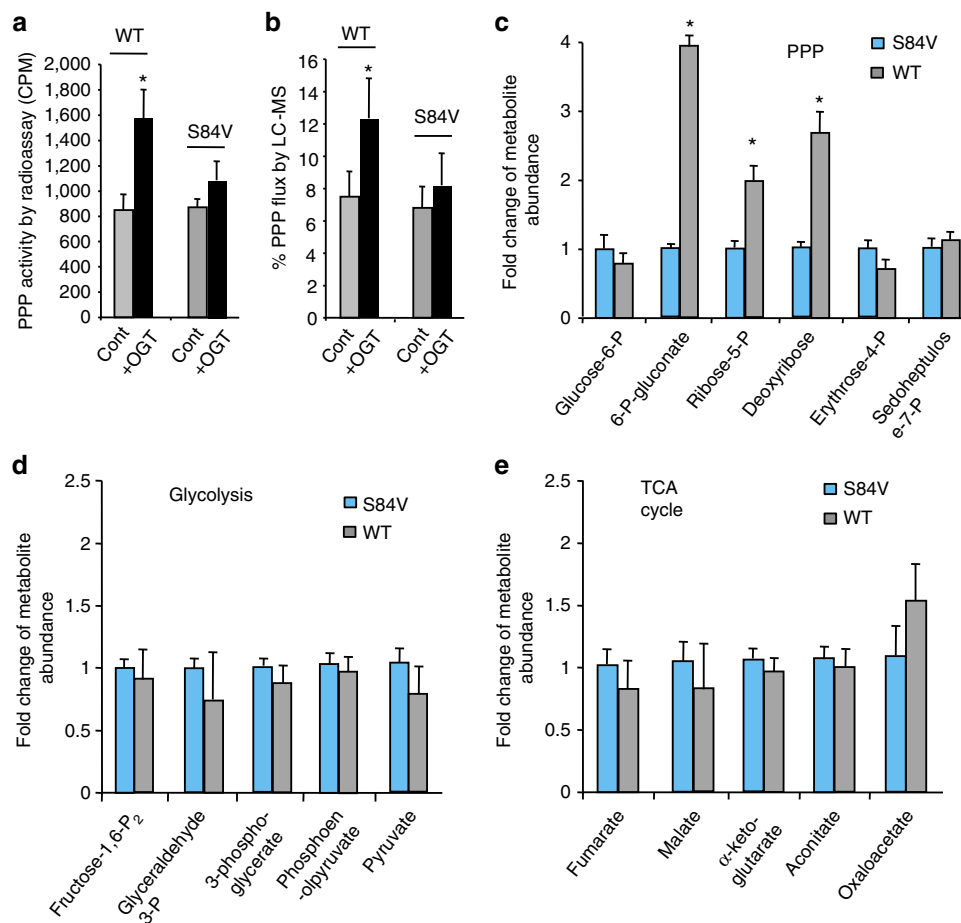 a
WT
PPP activity by radioassay (CPM)
2,000
1,800
1,600
1,400
1,200
1,000
800
600
400
200
0
*
S84V
Cont
+OGT
Cont
+OGT
b
WT
% PPP flux by LC-MS
16
14
12
10
8
6
4
2
0
*
S84V
Cont
+OGT
Cont
+OGT
c
Fold change of metabolite
abundance
4
3
2
1
0
S84V
WT
PPP
*
*
*
Glucose-6-P
6-P-gluconate
Ribose-5-P
Deoxyribose
Erythrose-4-P
Sedoheptulos
e-7-P
d
Fold change of metabolite
abundance
2.5
2
1.5
1
0.5
0
Glycolysis
S84V
WT
Fructose-1,6-P₂
Glyceraldehyde
3-P
3-phospho-
glycerate
Phosphoen
-olpyruvate
Pyruvate
e
Fold change of metabolite
abundance
2.5
2
1.5
1
0.5
0
TCA
cycle
S84V
WT
Fumarate
Malate
α-keto-
glutarate
Aconitate
Oxaloacetate